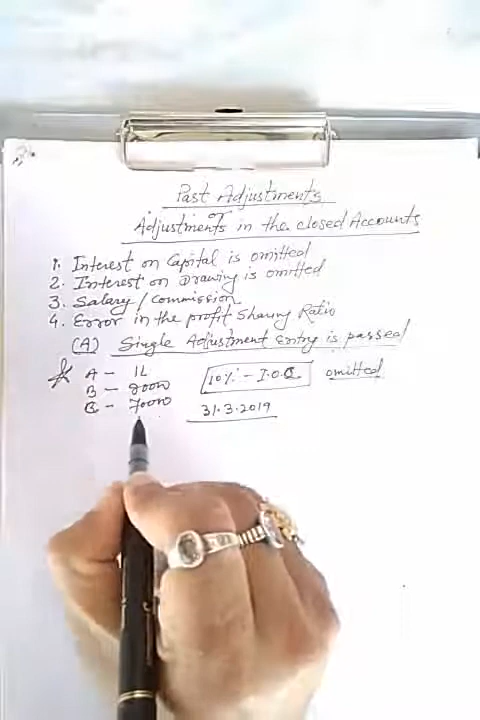 Past Adjustments
or
Adjustments in the closed Accounts
1. Interest on Capital is omitted
2. Interest on Drawing is omitted
3. Salary / Commission
4. Error in the profit Sharing Ratio
(A) Single Adjustment entry is passed
A - 1L 10% - I.O.C. omitted
B -
C - 70000 31.3.2019